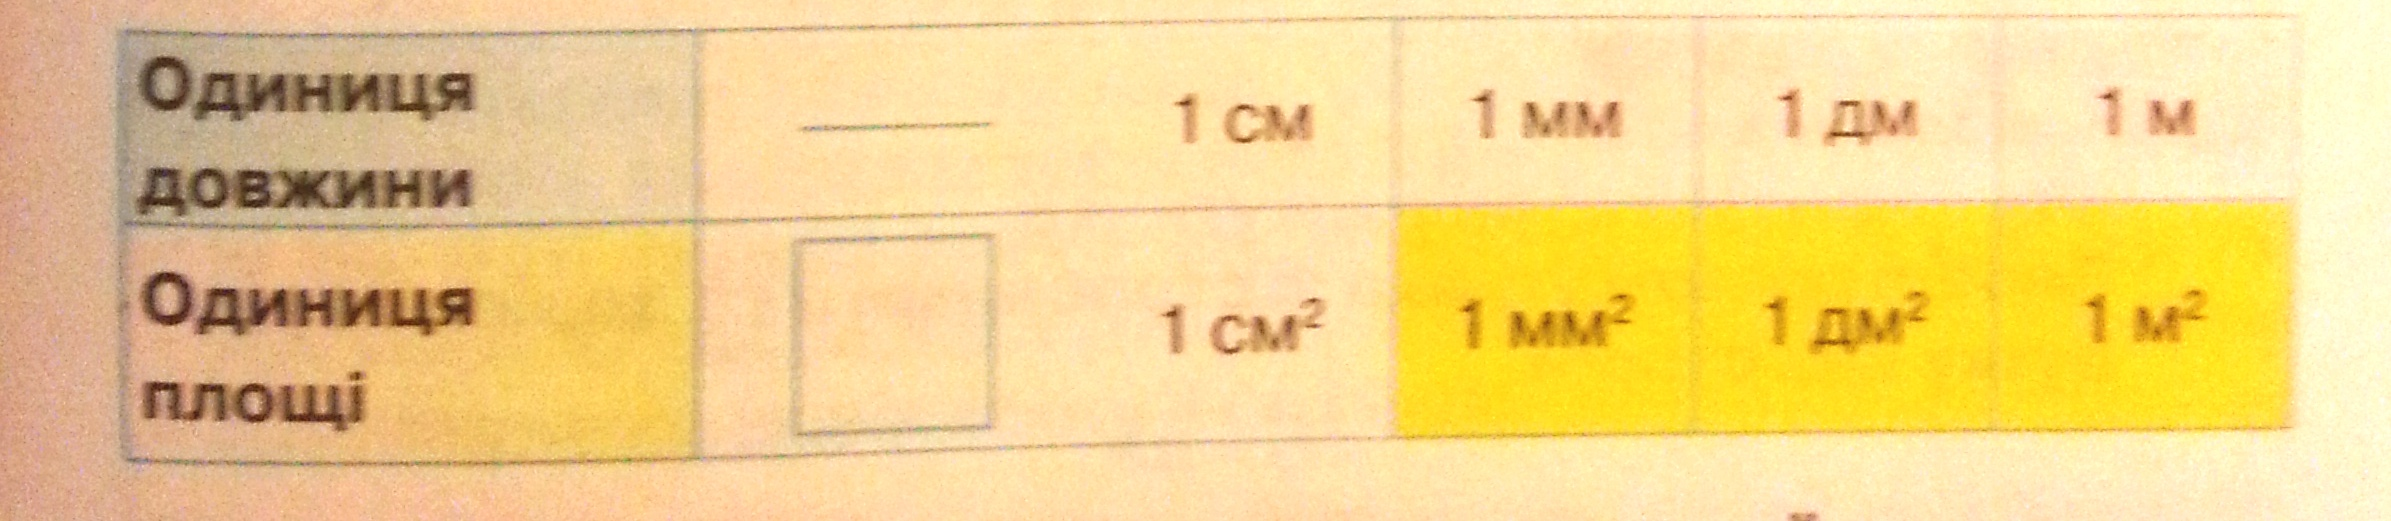 Одиниця
довжини
1 см
1 мм
1 дм
1 м
Одиниця
площі
1 см²
1 мм²
1 дм²
1 м²